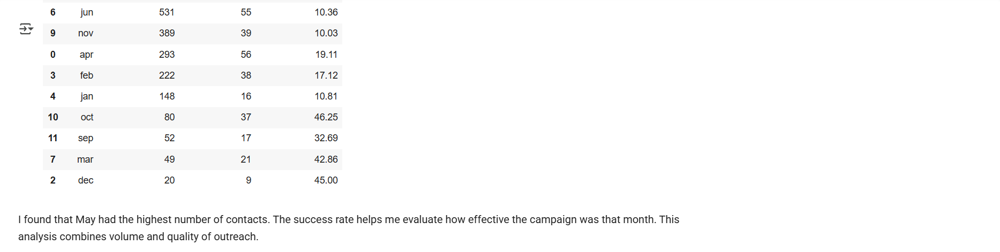 6 jun 531 55 10.36
9 nov 389 39 10.03
0 apr 293 56 19.11
3 feb 222 38 17.12
4 jan 148 16 10.81
10 oct 80 37 46.25
11 sep 52 17 32.69
7 mar 49 21 42.86
2 dec 20 9 45.00
I found that May had the highest number of contacts. The success rate helps me evaluate how effective the campaign was that month. This
analysis combines volume and quality of outreach.